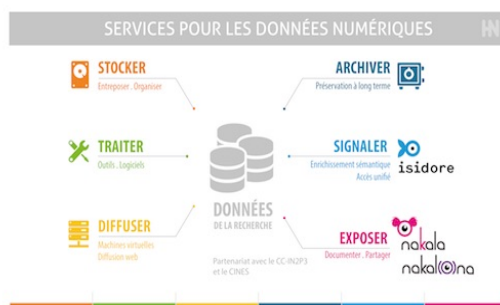 SERVICES POUR LES DONNÉES NUMÉRIQUES
STOCKER
Entreposer . Organiser
TRAITER
Outils . Logiciels
DIFFUSER
Machines virtuelles
Diffusion web
DONNÉES
DE LA RECHERCHE
Partenariat avec le CC-IN2P3
et le CINES
ARCHIVER
Préservation à long terme
SIGNALER
Enrichissement sémantique
Accès unifié
isidore
EXPOSER
Documenter . Partager
nakala
nakal(o)na